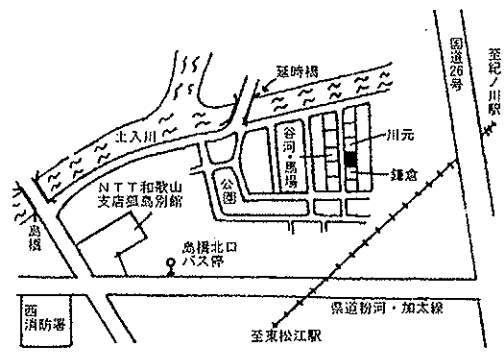 延時橋
国道26号
至紀ノ川駅
土入川
谷河・馬場
川元
鎌倉
公園
NTT和歌山
支店狐島別館
島橋
島橋北口
バス停
西
消防署
県道粉河・加太線
至東松江駅